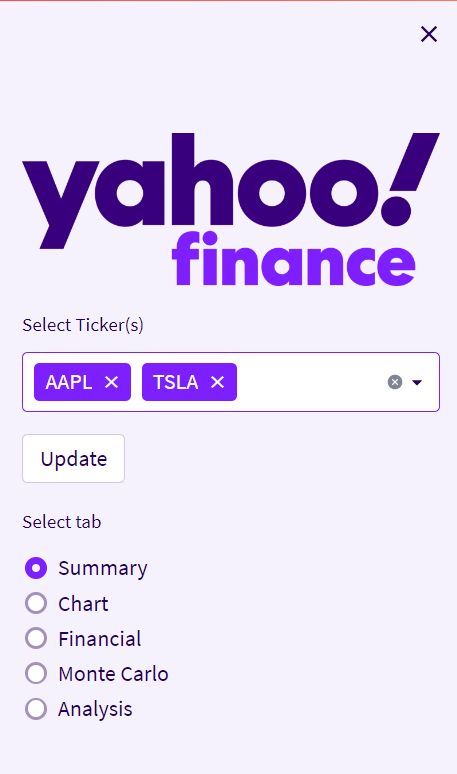 yahoo!
finance
Select Ticker(s)
AAPL TSLA
Update
Select tab
Summary
Chart
Financial
Monte Carlo
Analysis